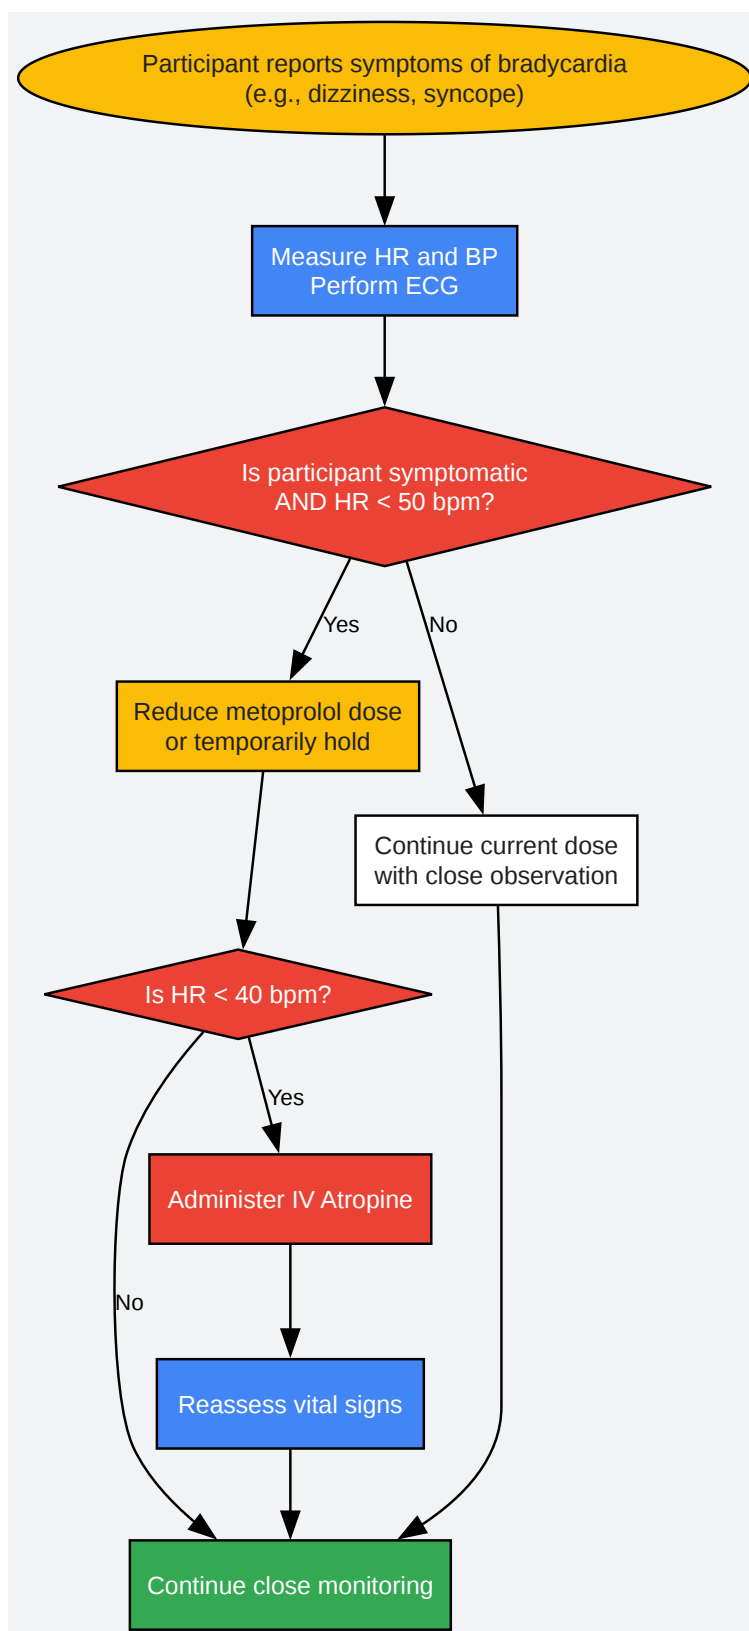 Participant reports symptoms of bradycardia
(e.g., dizziness, syncope)
Measure HR and BP
Perform ECG
Is participant symptomatic
AND HR < 50 bpm?
Yes
No
Reduce metoprolol dose
or temporarily hold
Continue current dose
with close observation
Is HR < 40 bpm?
Yes
Administer IV Atropine
No
Reassess vital signs
Continue close monitoring